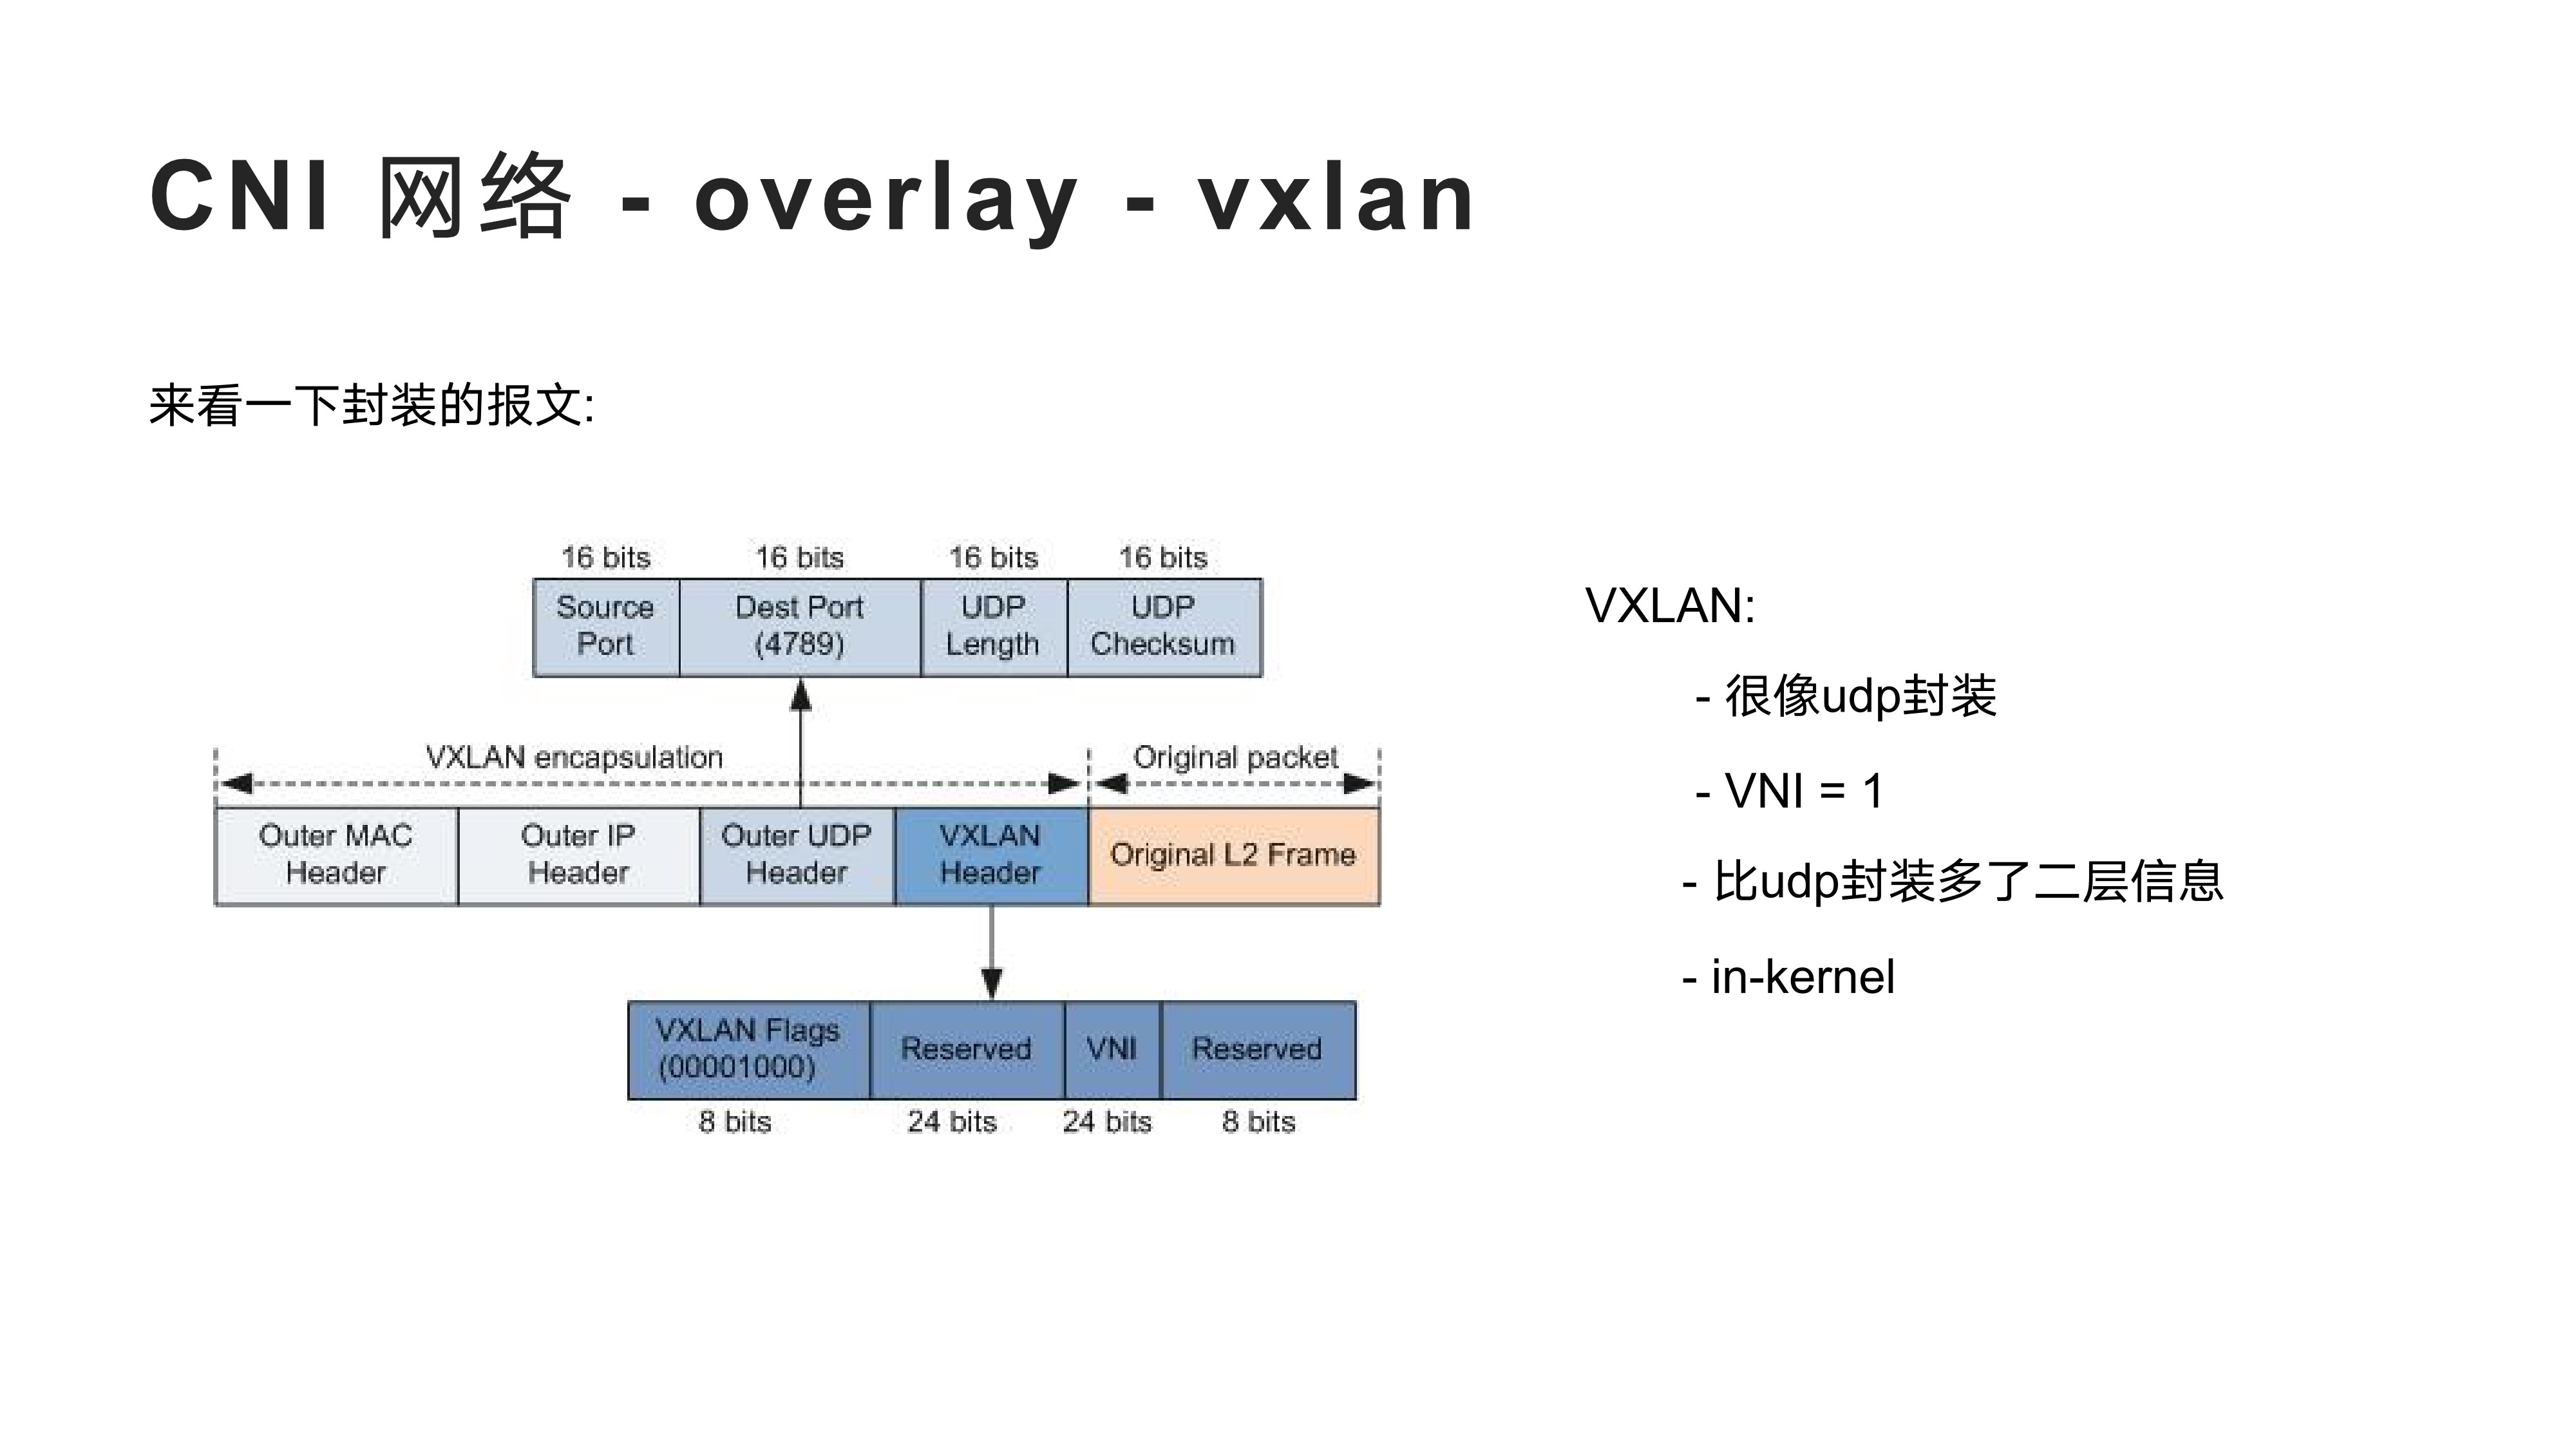 CNI 网络 - overlay - vxlan
来看一下封装的报文:
16 bits 16 bits 16 bits 16 bits
Source Port
Dest Port (4789)
UDP Length
UDP Checksum
VXLAN encapsulation
Original packet
Outer MAC Header
Outer IP Header
Outer UDP Header
VXLAN Header
Original L2 Frame
VXLAN Flags (00001000)
Reserved
VNI
Reserved
8 bits 24 bits 24 bits 8 bits
VXLAN:
- 很像udp封装
- VNI = 1
- 比udp封装多了二层信息
- in-kernel